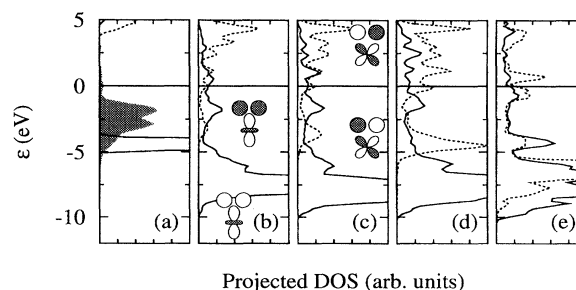 5
0
-5
-10
ε (eV)
(a)
(b)
(c)
(d)
(e)
Projected DOS (arb. units)